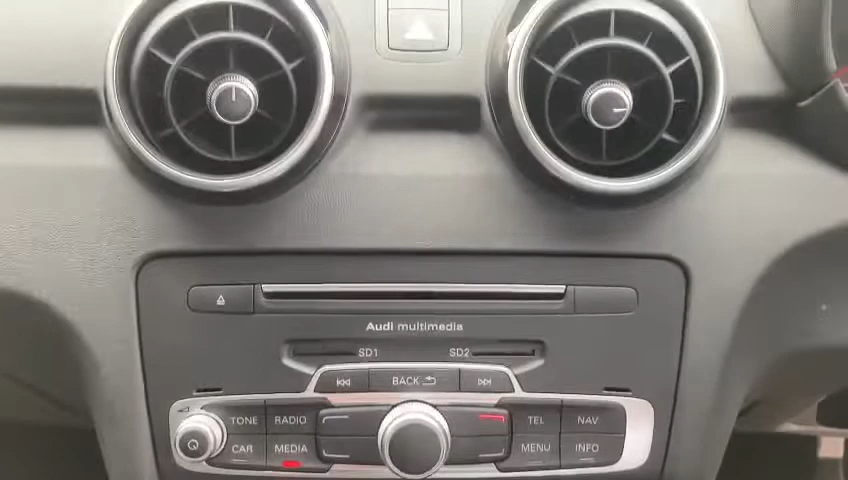 Audi multimedia
SD1 SD2
BACK
TONE RADIO TEL NAV
CAR MEDIA MENU INFO